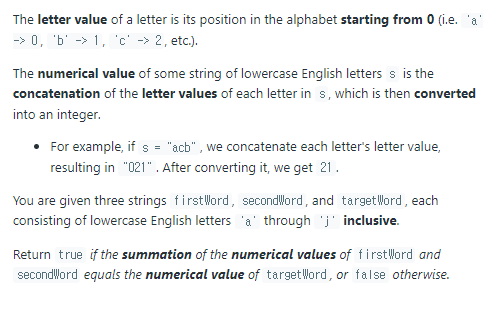 The letter value of a letter is its position in the alphabet starting from 0 (i.e. 'a'
-> 0, 'b' -> 1, 'c' -> 2, etc.).
The numerical value of some string of lowercase English letters s is the
concatenation of the letter values of each letter in s, which is then converted
into an integer.
• For example, if s = "acb", we concatenate each letter's letter value,
resulting in "021". After converting it, we get 21.
You are given three strings firstWord, secondWord, and targetWord, each
consisting of lowercase English letters 'a' through 'j' inclusive.
Return true if the summation of the numerical values of firstWord and
secondWord equals the numerical value of targetWord, or false otherwise.